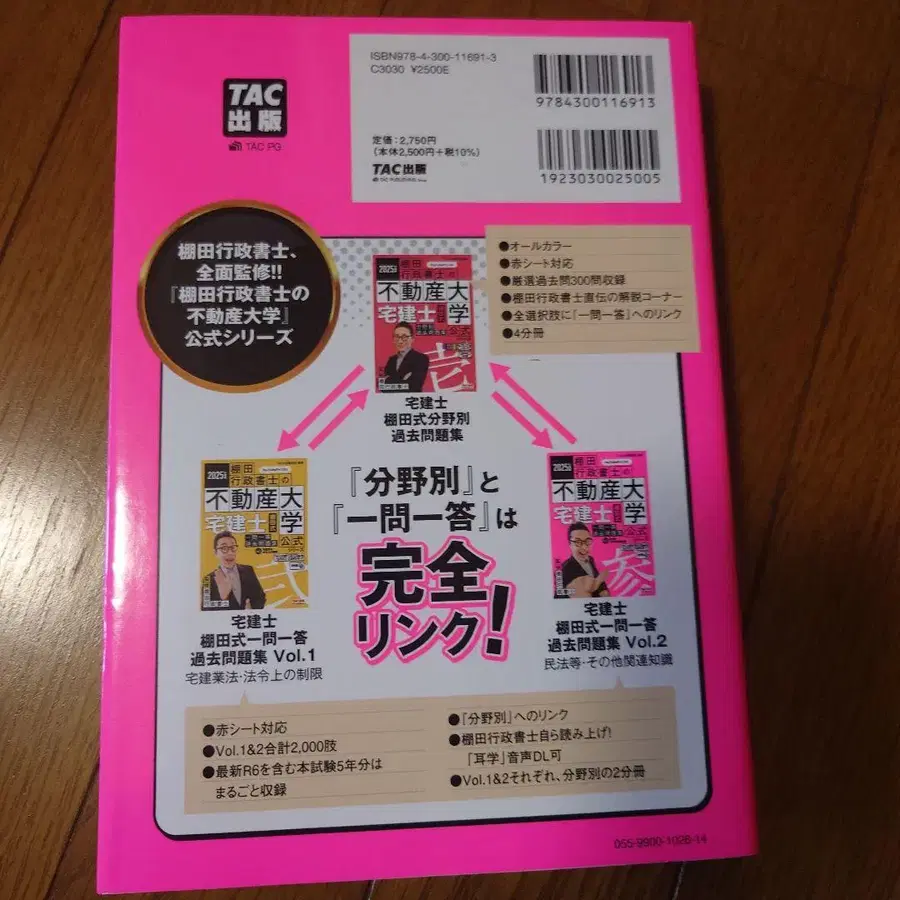 ISBN978-4-300-11691-3
C3030 ¥2500E
9784300116913
定価：2,750円
（本体2,500円＋税10%）
TAC出版
1923030025005
TAC
出版
TAC PG
棚田行政書士、
全面監修!!
『棚田行政書士の
不動産大学』
公式シリーズ
●オールカラー
●赤シート対応
●厳選過去問300問収録
●棚田行政書士直伝の解説コーナー
●全選択肢に『一問一答』へのリンク
●4分冊
2025
棚田
行政書士の
不動産大学
宅建士
公式
壱
宅建士
棚田式分野別
過去問題集
『分野別』と
『一問一答』は
完全
リンク!
2025
棚田
行政書士の
不動産大学
宅建士
公式
弐
宅建士
棚田式一問一答
過去問題集 Vol.1
宅建業法・法令上の制限
2025
棚田
行政書士の
不動産大学
宅建士
公式
参
宅建士
棚田式一問一答
過去問題集 Vol.2
民法等・その他関連知識
●赤シート対応
●Vol.1&2合計2,000肢
●最新R6を含む本試験5年分は
まるごと収録
●『分野別』へのリンク
●棚田行政書士自ら読み上げ!
「耳学」音声DL可
●Vol.1&2それぞれ、分野別の2分冊
055-9900-1028-14